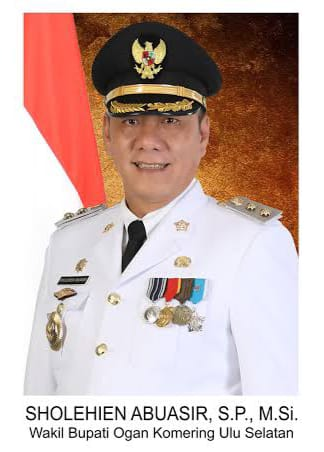 SHOLEHIEN ABUASIR, S.P., M.Si.
Wakil Bupati Ogan Komering Ulu Selatan